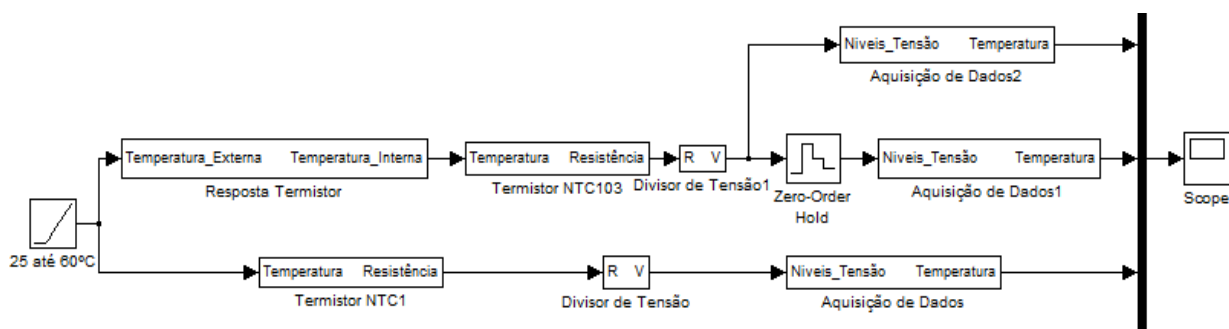 Niveis_Tensão Temperatura
Aquisição de Dados2
Temperatura_Externa Temperatura_Interna
Resposta Termistor
Temperatura Resistência
Termistor NTC103
R V
Divisor de Tensão1
Zero-Order
Hold
Niveis_Tensão Temperatura
Aquisição de Dados1
Scope
25 até 60ºC
Temperatura Resistência
Termistor NTC1
R V
Divisor de Tensão
Niveis_Tensão Temperatura
Aquisição de Dados